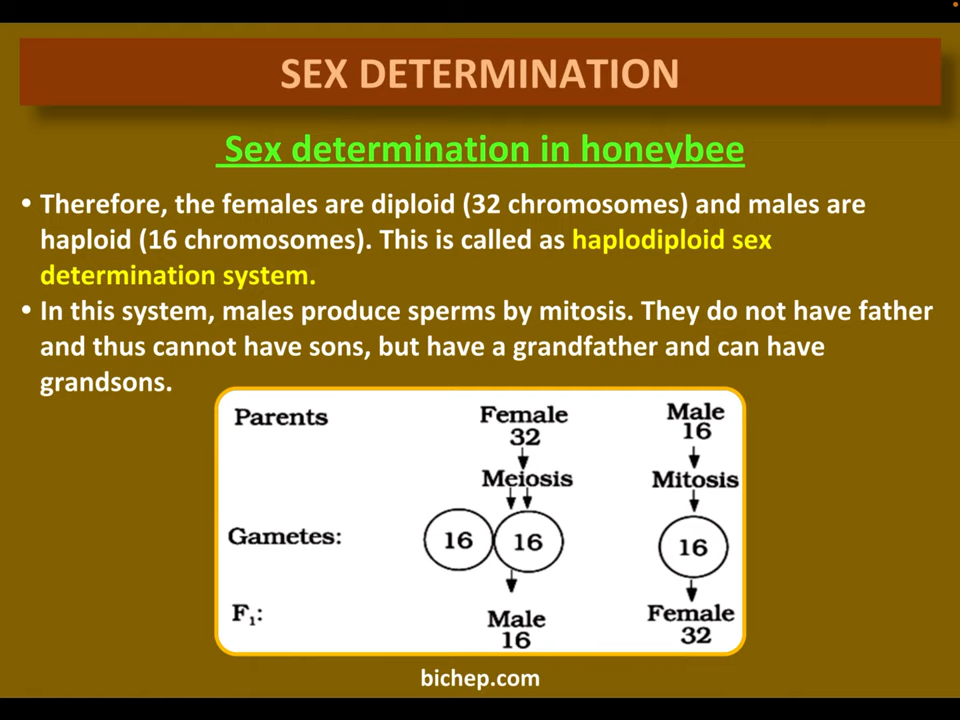 SEX DETERMINATION
Sex determination in honeybee
• Therefore, the females are diploid (32 chromosomes) and males are
haploid (16 chromosomes). This is called as haplodiploid sex
determination system.
• In this system, males produce sperms by mitosis. They do not have father
and thus cannot have sons, but have a grandfather and can have
grandsons.
Parents Female Male
32 16
Meiosis Mitosis
Gametes: 16 16 16
F₁: Male Female
16 32
bichep.com